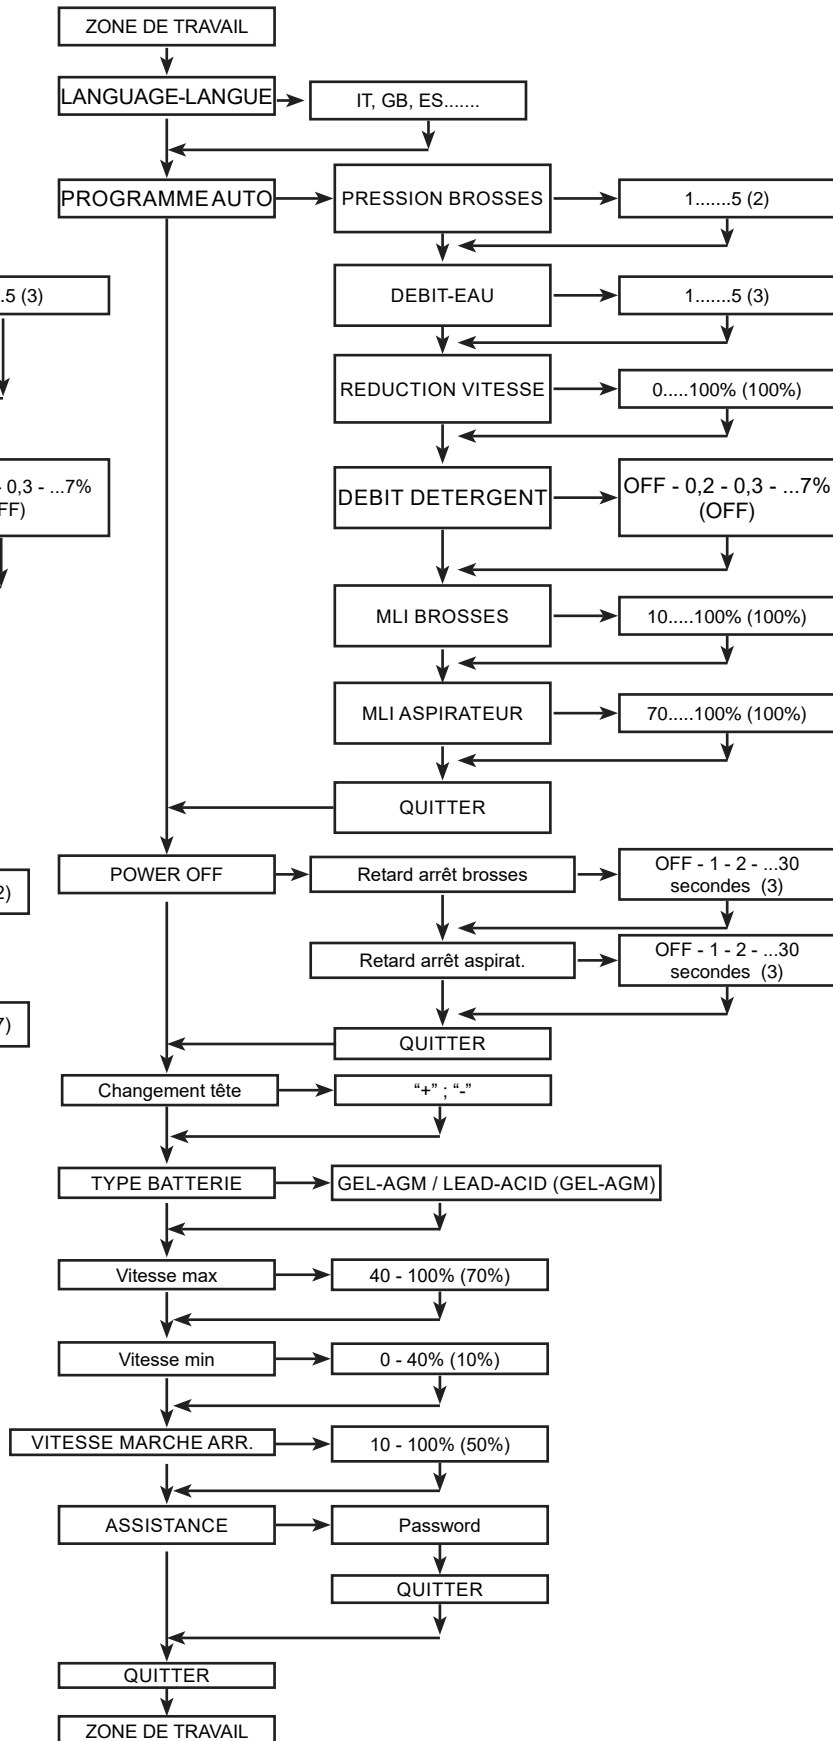 ZONE DE TRAVAIL
LANGUAGE-LANGUE
IT, GB, ES.......
PROGRAMME AUTO
PRESSION BROSSES
1.......5 (2)
.5 (3)
DEBIT-EAU
1.......5 (3)
REDUCTION VITESSE
0.....100% (100%)
- 0,3 - ...7%
FF)
DEBIT DETERGENT
OFF - 0,2 - 0,3 - ...7%
(OFF)
MLI BROSSES
10.....100% (100%)
MLI ASPIRATEUR
70.....100% (100%)
QUITTER
2)
POWER OFF
Retard arrêt brosses
OFF - 1 - 2 - ...30
secondes (3)
Retard arrêt aspirat.
OFF - 1 - 2 - ...30
secondes (3)
7)
QUITTER
Changement tête
“+” ; “-”
TYPE BATTERIE
GEL-AGM / LEAD-ACID (GEL-AGM)
Vitesse max
40 - 100% (70%)
Vitesse min
0 - 40% (10%)
VITESSE MARCHE ARR.
10 - 100% (50%)
ASSISTANCE
Password
QUITTER
QUITTER
ZONE DE TRAVAIL